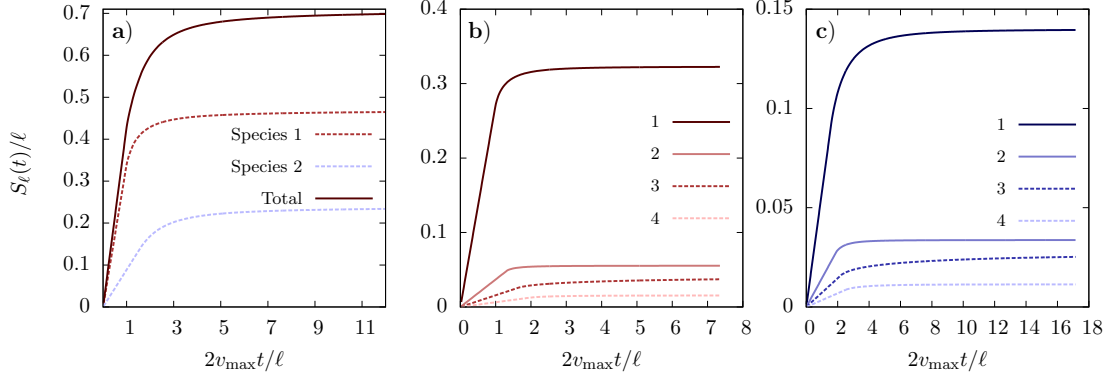 a)
S_ℓ(t)/ℓ
0.7
0.6
0.5
0.4
0.3
0.2
0.1
0
Species 1
Species 2
Total
1 3 5 7 9 11
2v_max t/ℓ
b)
0.4
0.3
0.2
0.1
0
1
2
3
4
0 1 2 3 4 5 6 7 8
2v_max t/ℓ
c)
0.15
0.1
0.05
0
1
2
3
4
0 2 4 6 8 10 12 14 16 18
2v_max t/ℓ